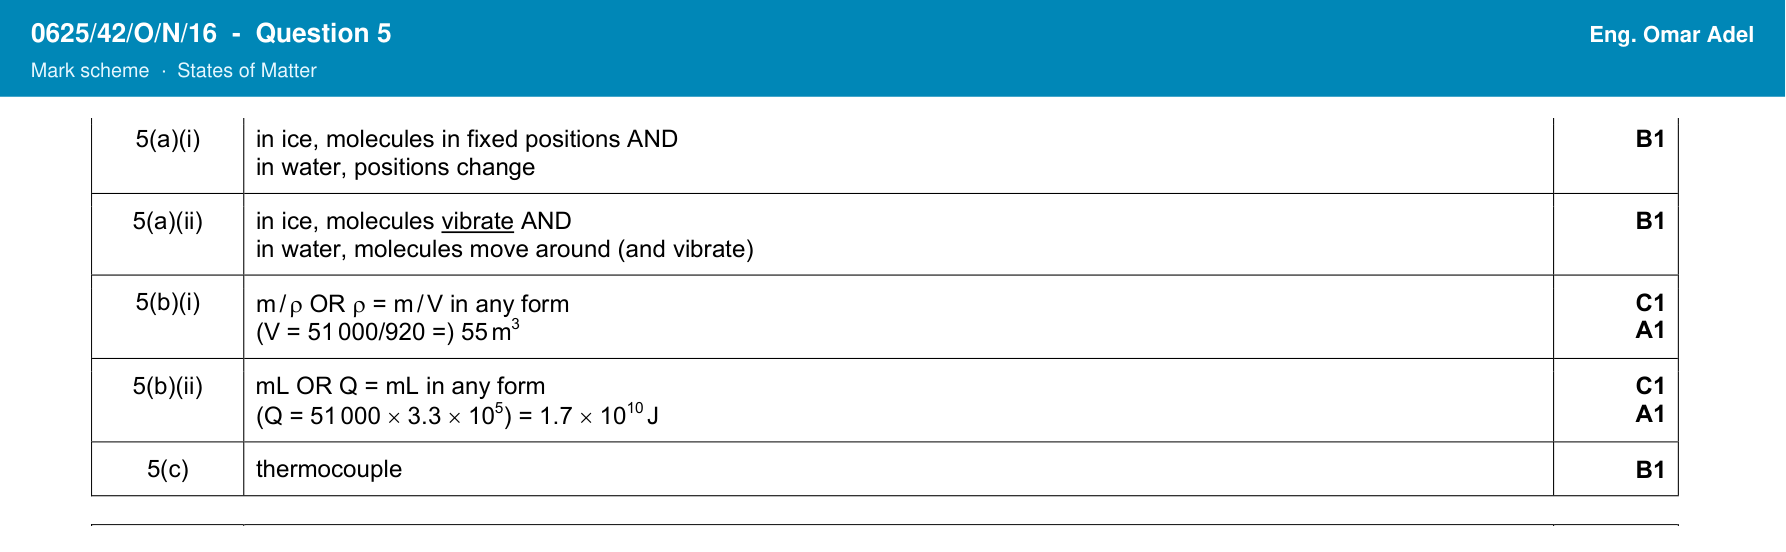 0625/42/O/N/16 - Question 5
Eng. Omar Adel
Mark scheme · States of Matter
5(a)(i) in ice, molecules in fixed positions AND B1
in water, positions change
5(a)(ii) in ice, molecules vibrate AND B1
in water, molecules move around (and vibrate)
5(b)(i) m / ρ OR ρ = m / V in any form C1
(V = 51 000/920 =) 55 m³ A1
5(b)(ii) mL OR Q = mL in any form C1
(Q = 51 000 × 3.3 × 10⁵) = 1.7 × 10¹⁰ J A1
5(c) thermocouple B1